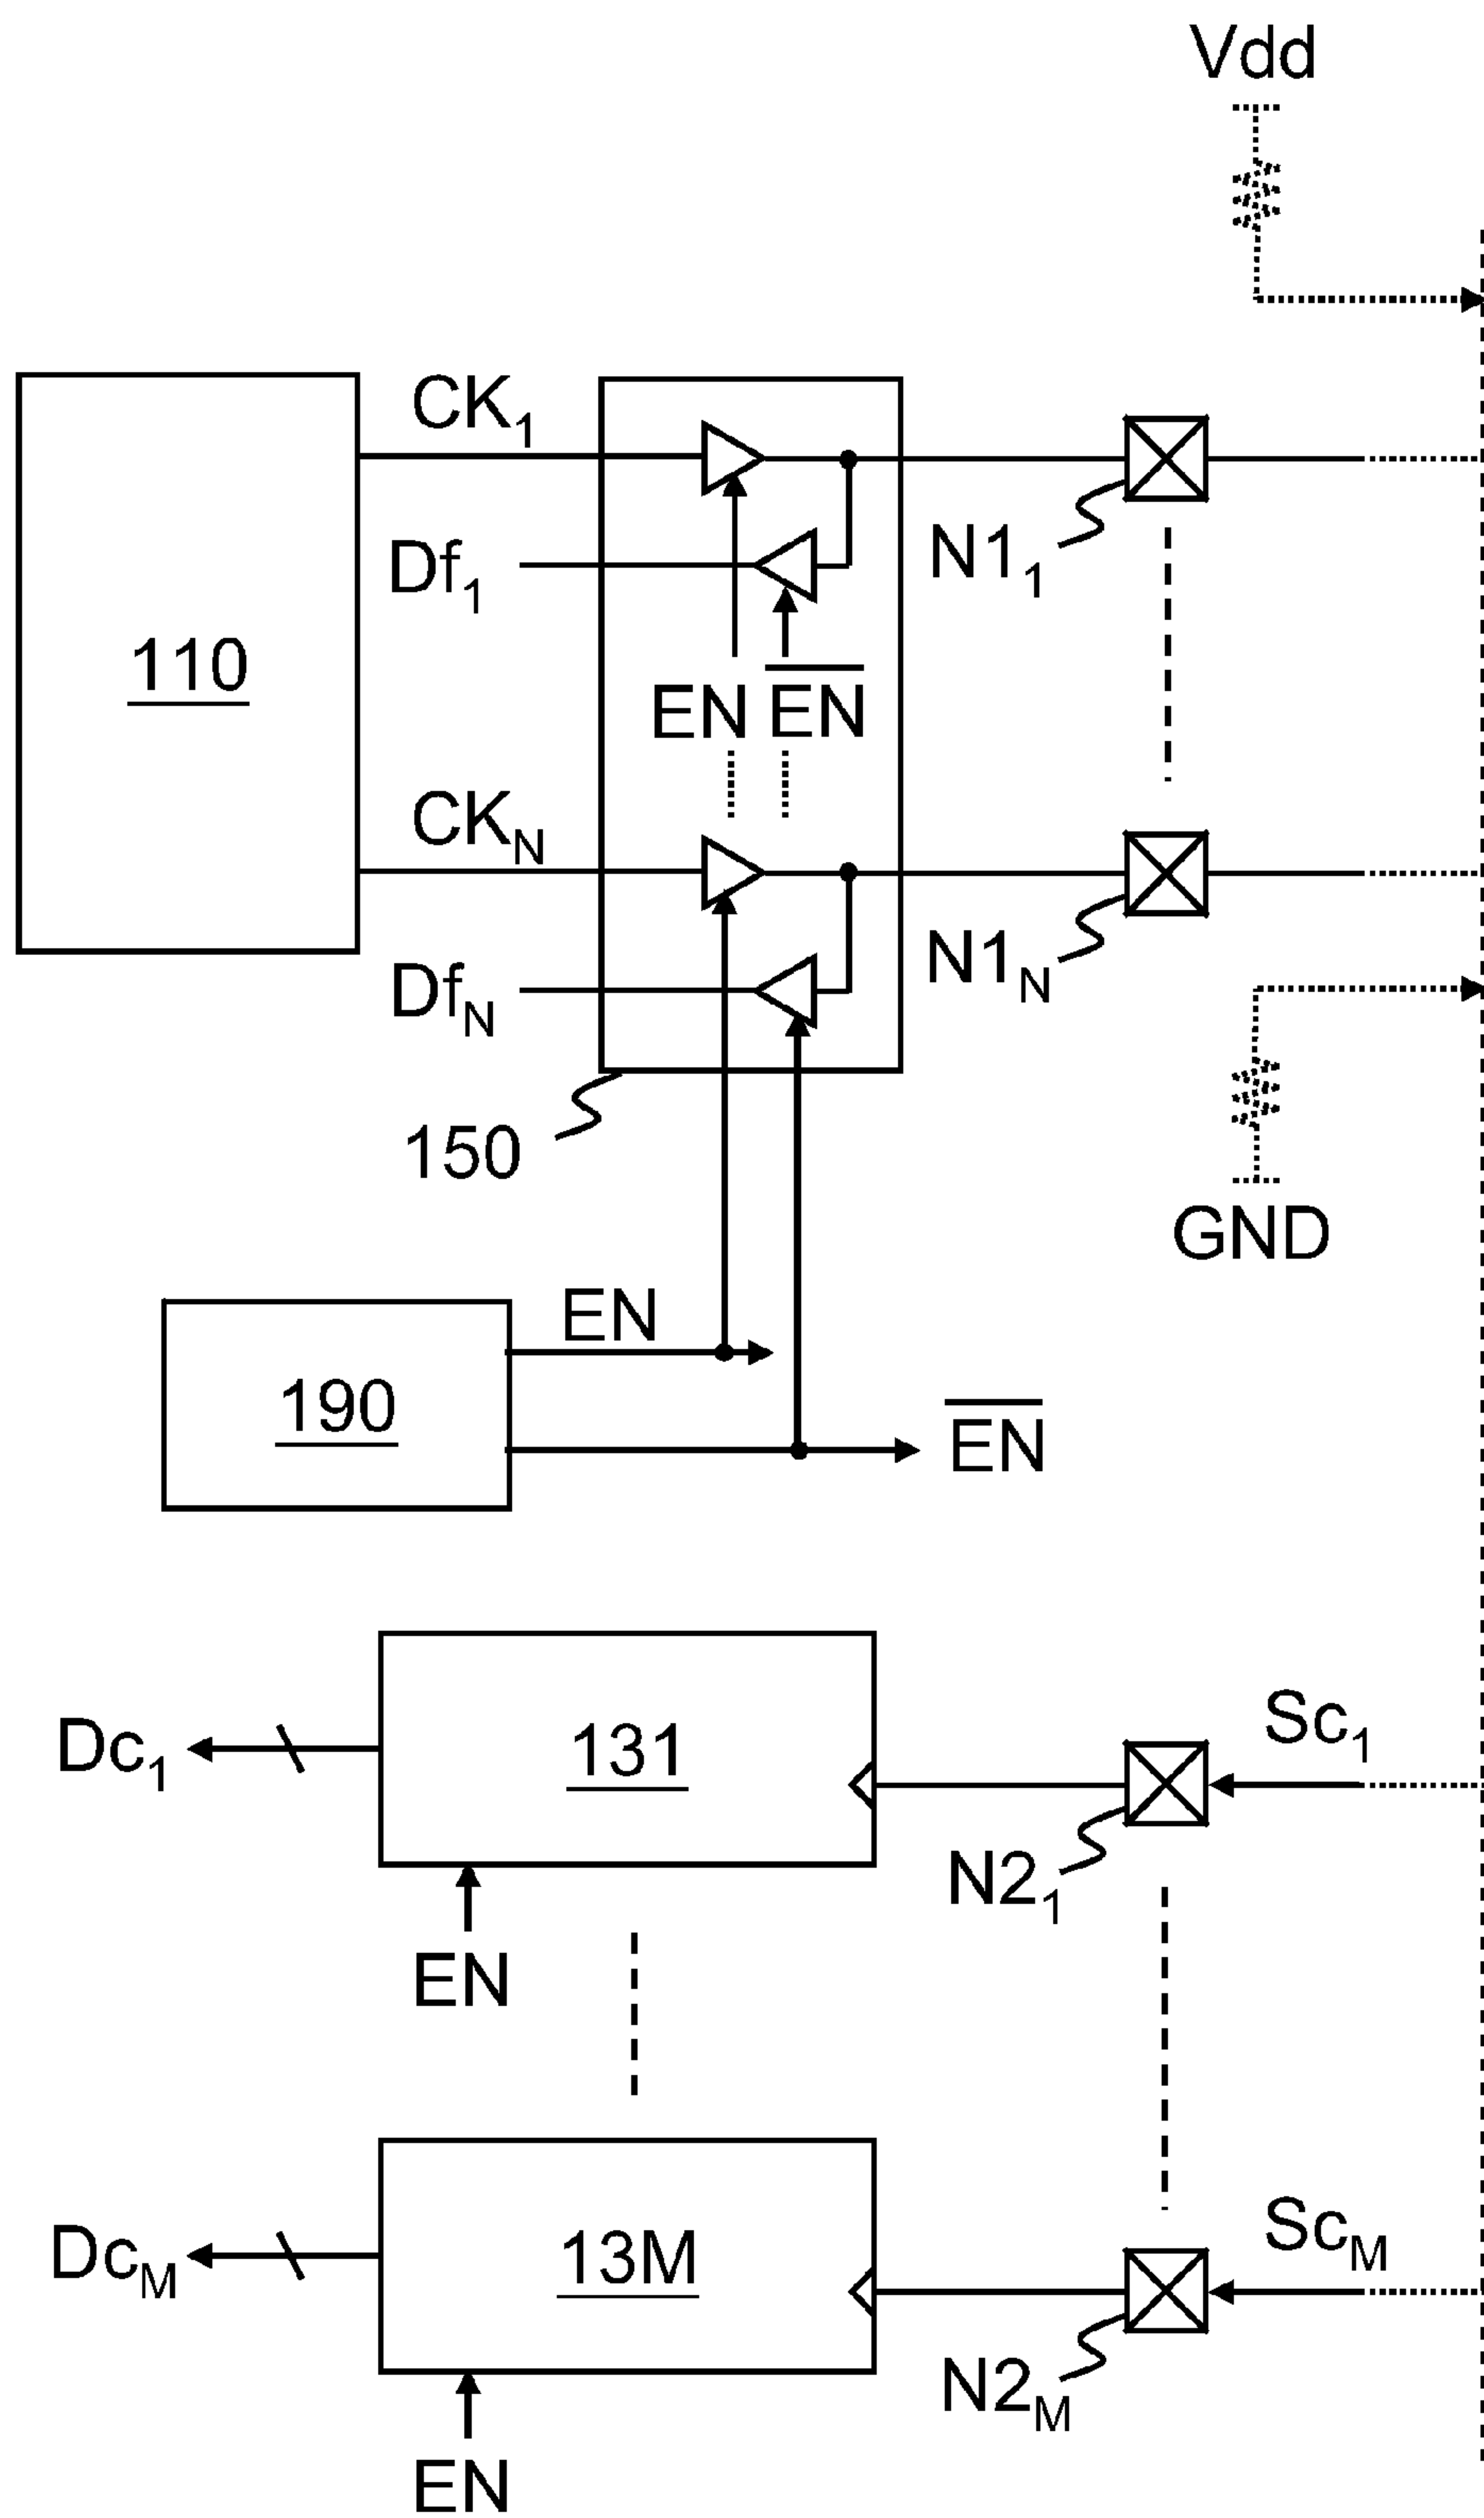 Vdd
CK1
Df1
N11
110
EN EN
CKN
DfN
N1N
150
GND
EN
190
EN
Dc1
131
Sc1
N21
EN
DcM
13M
ScM
N2M
EN